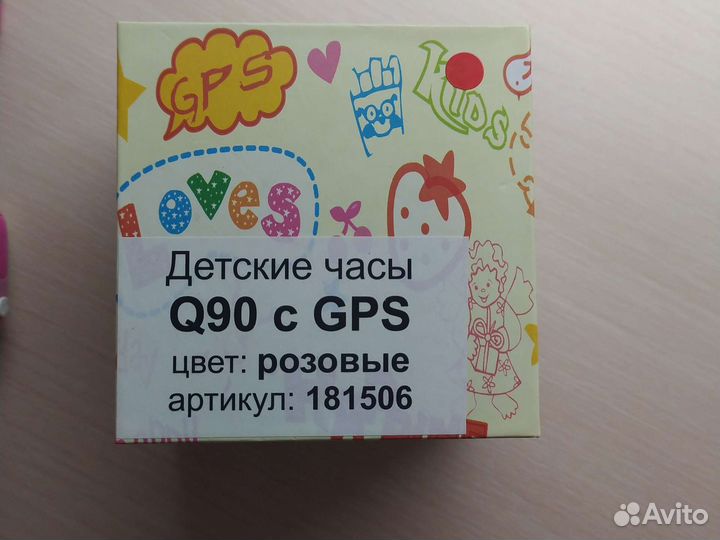 GPS
KIDS
Loves
Детские часы
Q90 с GPS
цвет: розовые
артикул: 181506
Avito